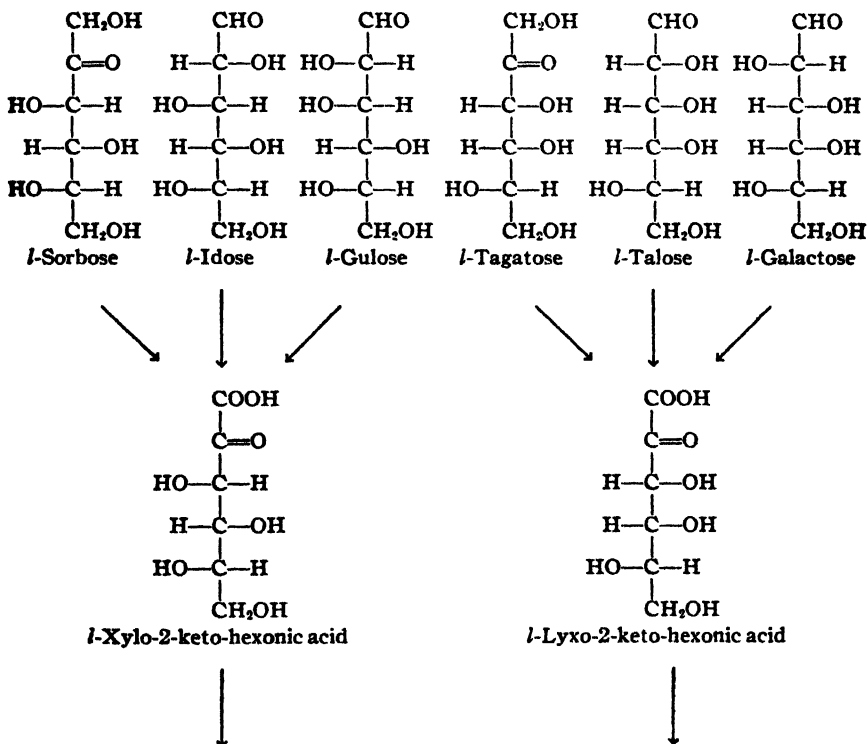 CH₂OH CHO CHO CH₂OH CHO CHO
C=O H—C—OH HO—C—H C=O H—C—OH HO—C—H
HO—C—H HO—C—H HO—C—H H—C—OH H—C—OH H—C—OH
H—C—OH H—C—OH H—C—OH H—C—OH H—C—OH H—C—OH
HO—C—H HO—C—H HO—C—H HO—C—H HO—C—H HO—C—H
CH₂OH CH₂OH CH₂OH CH₂OH CH₂OH CH₂OH
l-Sorbose l-Idose l-Gulose l-Tagatose l-Talose l-Galactose
COOH COOH
C=O C=O
HO—C—H H—C—OH
H—C—OH H—C—OH
HO—C—H HO—C—H
CH₂OH CH₂OH
l-Xylo-2-keto-hexonic acid l-Lyxo-2-keto-hexonic acid